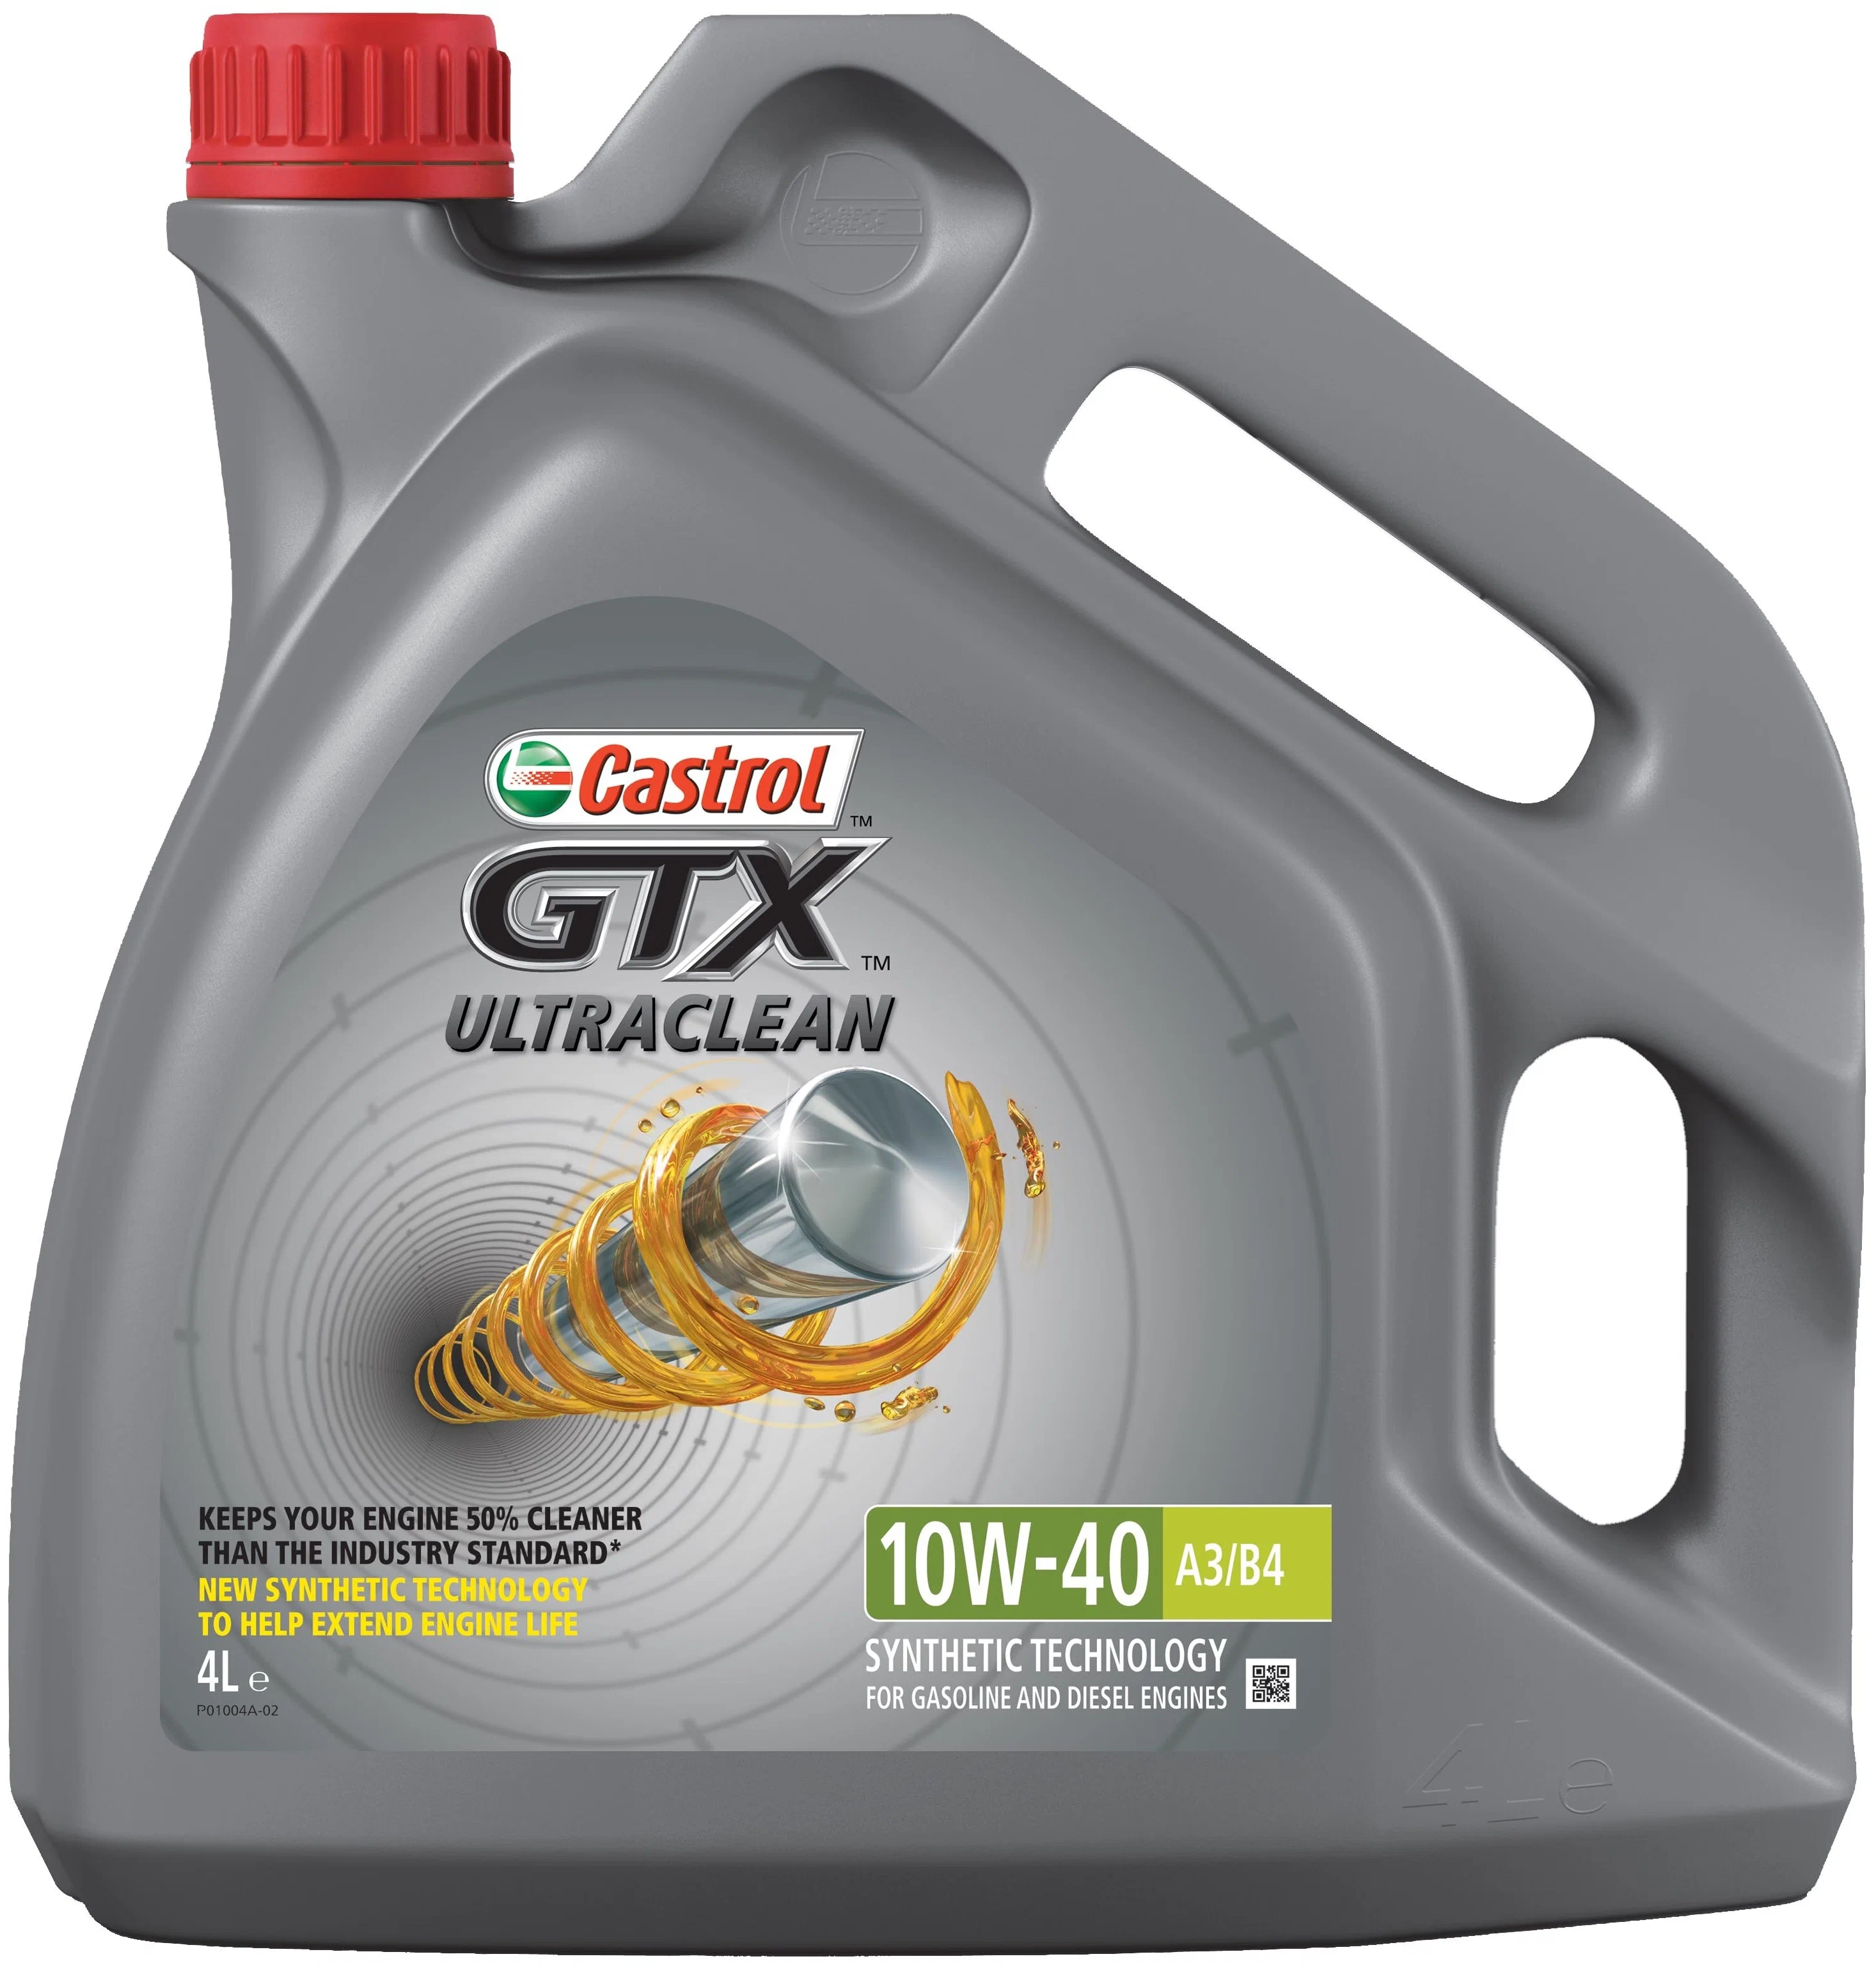 Castrol
TM
GTX
TM
ULTRACLEAN
KEEPS YOUR ENGINE 50% CLEANER
THAN THE INDUSTRY STANDARD*
NEW SYNTHETIC TECHNOLOGY
TO HELP EXTEND ENGINE LIFE
4L e
P01004A-02
10W-40 A3/B4
SYNTHETIC TECHNOLOGY
FOR GASOLINE AND DIESEL ENGINES
4L e